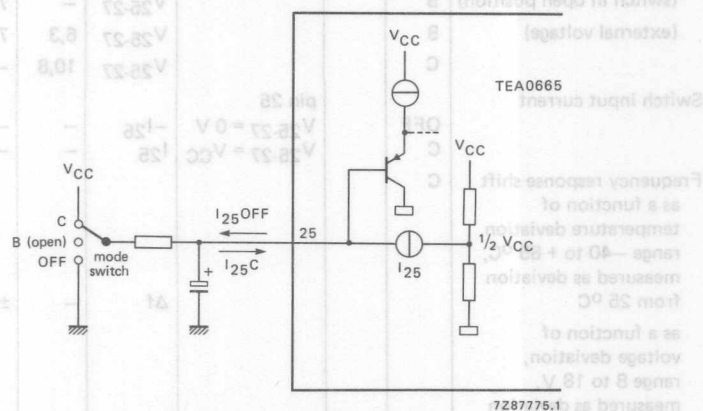 (switch in open position) B V25-27 –
(external voltage) B V25-27 6,3
C V25-27 10,8
VCC
TEA0665
Switch input current pin 25
OFF V25-27 = 0 V –I25 –
C V25-27 = VCC I25 –
VCC
VCC
Frequency response shift C
as a function of
temperature deviation
range –40 to + 85 °C,
measured as deviation
from 25 °C Δf – ±
as a function of
voltage deviation,
range 8 to 18 V,
measured as deviation
C
B (open)
OFF
mode
switch
I25OFF
I25C
25
I25
1/2 VCC
7Z87775.1